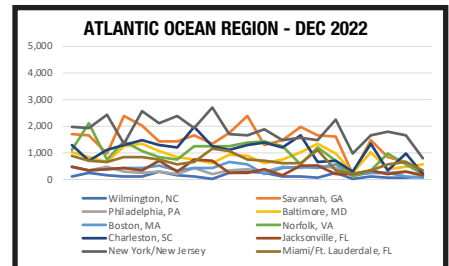 ATLANTIC OCEAN REGION - DEC 2022
5,000
4,000
3,000
2,000
1,000
0
Wilmington, NC
Savannah, GA
Philadelphia, PA
Baltimore, MD
Boston, MA
Norfolk, VA
Charleston, SC
Jacksonville, FL
New York/New Jersey
Miami/Ft. Lauderdale, FL